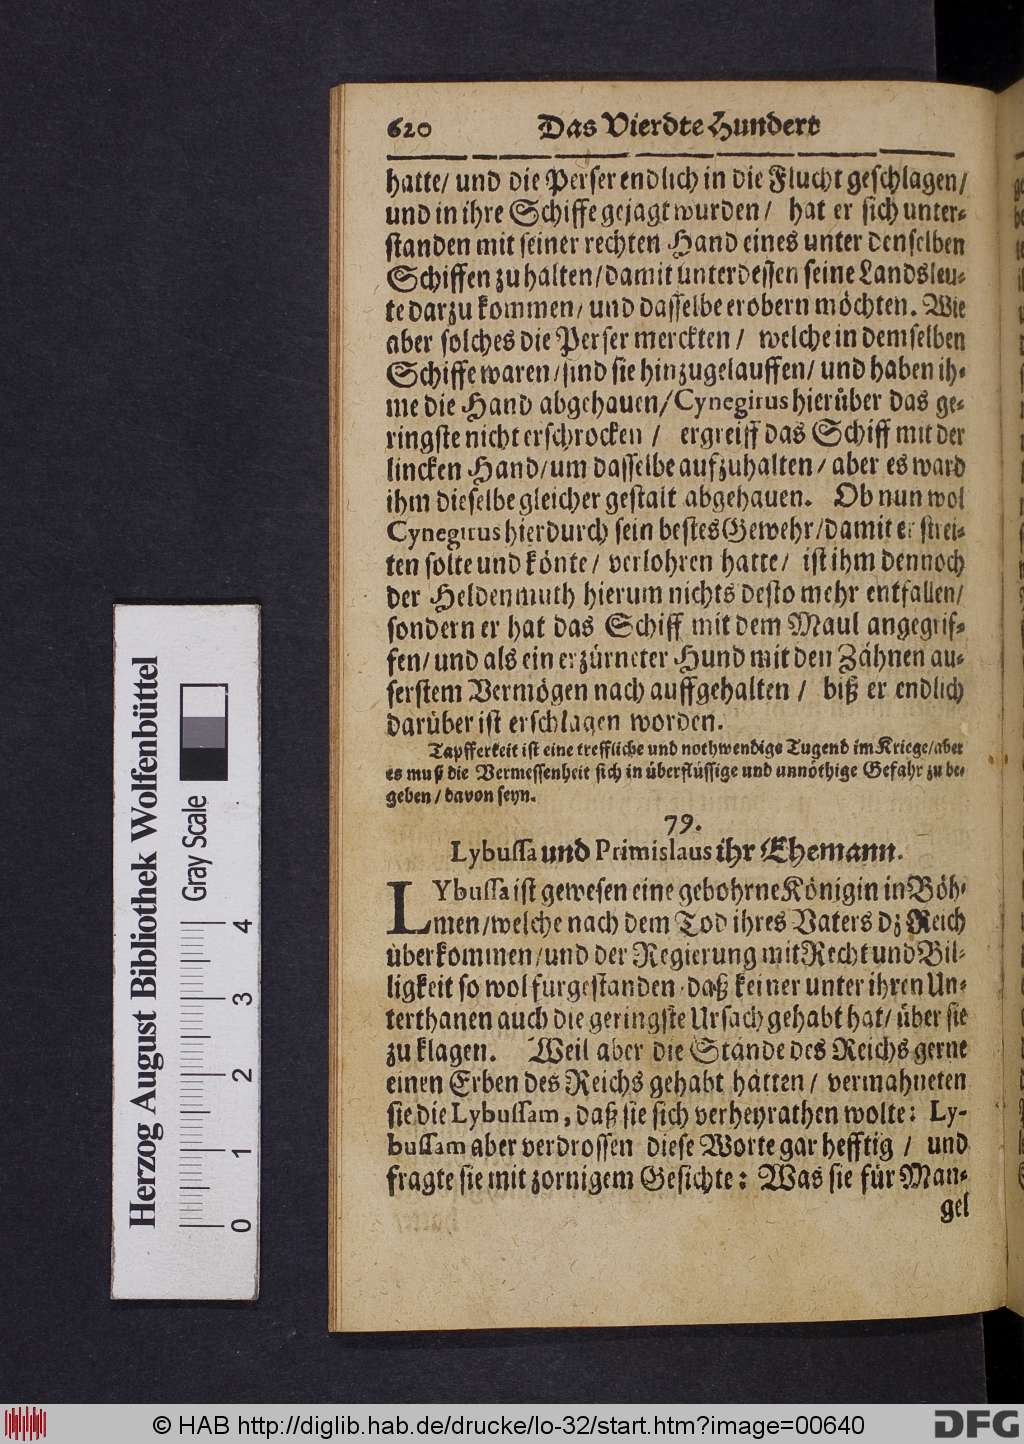 620 Das Vierdte Hundert
hatte/ und die Perser endlich in die Flucht geschlagen/
und in ihre Schiffe gejagt wurden/ hat er sich unter-
standen mit seiner rechten Hand eines unter denselben
Schiffen zu halten/damit unterdessen seine Landsleu-
te darzu kommen/ und dasselbe erobern möchten. Wie
aber solches die Perser merckten/ welche in demselben
Schiffe waren/sind sie hinzugelauffen/ und haben ih-
me die Hand abgehauen/Cynegirus hierüber das ge-
ringste nicht erschrocken/ ergreiff das Schiff mit der
lincken Hand/um dasselbe aufzuhalten/ aber es ward
ihm dieselbe gleicher gestalt abgehauen. Ob nun wol
Cynegirus hierdurch sein bestes Gewehr/damit er strei-
ten solte und könte/ verlohren hatte/ ist ihm dennoch
der Heldenmuth hierum nichts desto mehr entfallen/
sondern er hat das Schiff mit dem Maul angegrif-
fen/ und als ein erzürneter Hund mit den Zähnen au-
serstem Vermögen nach auffgehalten/ biß er endlich
darüber ist erschlagen worden.
Tapfferkeit ist eine treffliche und nothwendige Tugend im Kriege/aber
es muß die Vermessenheit sich in überflüssige und unnöthige Gefahr zu be-
geben/ davon seyn.
79.
Lybussa und Primislaus ihr Ehemann.
LYbussa ist gewesen eine gebohrne Königin in Böh-
men/welche nach dem Tod ihres Vaters dz Reich
überkommen/und der Regierung mit Recht und Bil-
ligkeit so wol fürgestanden daß keiner unter ihren Un-
terthanen auch die geringste Ursach gehabt hat/ über sie
zu klagen. Weil aber die Stände des Reichs gerne
einen Erben des Reichs gehabt hätten/ vermahneten
sie die Lybussam, daß sie sich verheyrathen wolte: Ly-
bussam aber verdrossen diese Worte gar hefftig/ und
fragte sie mit zornigem Gesichte: Was sie für Man-
gel
Herzog August Bibliothek Wolfenbüttel
Gray Scale
0 1 2 3 4
© HAB http://diglib.hab.de/drucke/lo-32/start.htm?image=00640
DFG